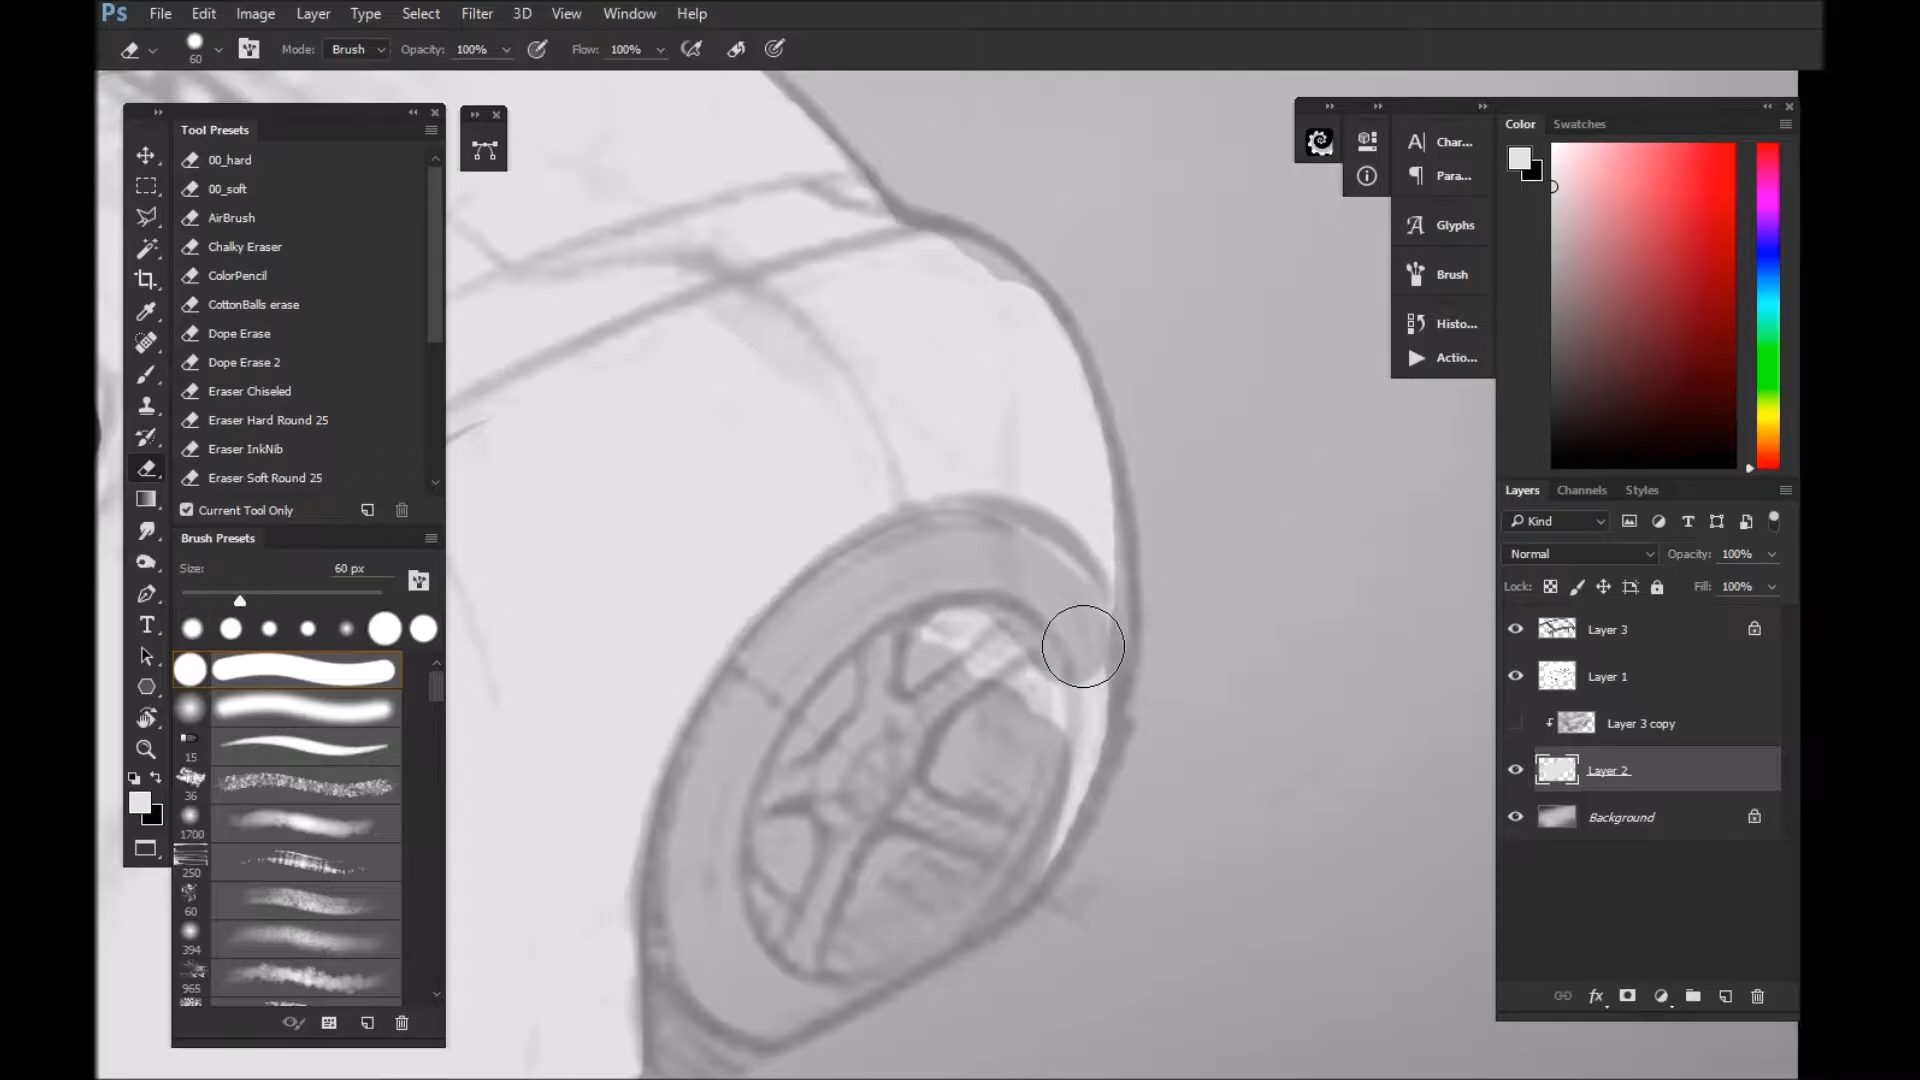 Ps File Edit Image Layer Type Select Filter 3D View Window Help
60 Mode: Brush Opacity: 100% Flow: 100%
Tool Presets
00_hard
00_soft
AirBrush
Chalky Eraser
ColorPencil
CottonBalls erase
Dope Erase
Dope Erase 2
Eraser Chiseled
Eraser Hard Round 25
Eraser InkNib
Eraser Soft Round 25
Current Tool Only
Brush Presets
Size: 60 px
15
36
1700
250
60
394
965
Char...
Para...
Glyphs
Brush
Histo...
Actio...
Color Swatches
Layers Channels Styles
Kind
Normal Opacity: 100%
Lock: Fill: 100%
Layer 3
Layer 1
Layer 3 copy
Layer 2
Background
fx